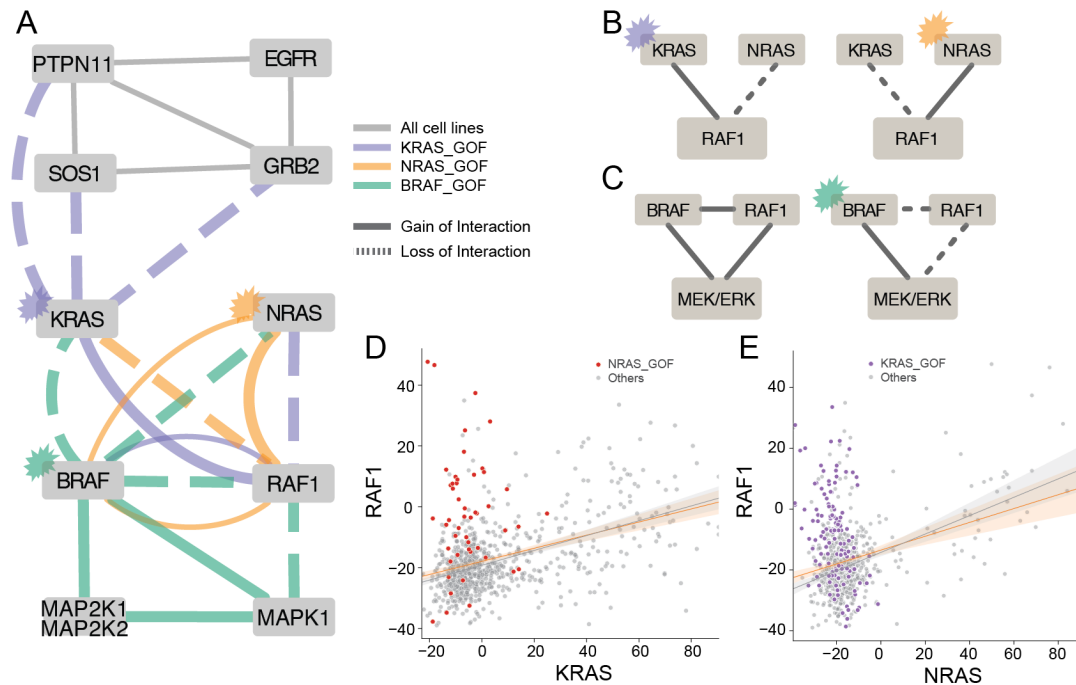 A
PTPN11
EGFR
SOS1
GRB2
KRAS
NRAS
BRAF
RAF1
MAP2K1
MAP2K2
MAPK1
All cell lines
KRAS_GOF
NRAS_GOF
BRAF_GOF
Gain of Interaction
Loss of Interaction
B
KRAS NRAS KRAS NRAS
RAF1 RAF1
C
BRAF RAF1 BRAF RAF1
MEK/ERK MEK/ERK
D
NRAS_GOF
Others
40
20
0
−20
−40
RAF1
−20 0 20 40 60 80
KRAS
E
KRAS_GOF
Others
40
20
0
−20
−40
RAF1
−20 0 20 40 60 80
NRAS